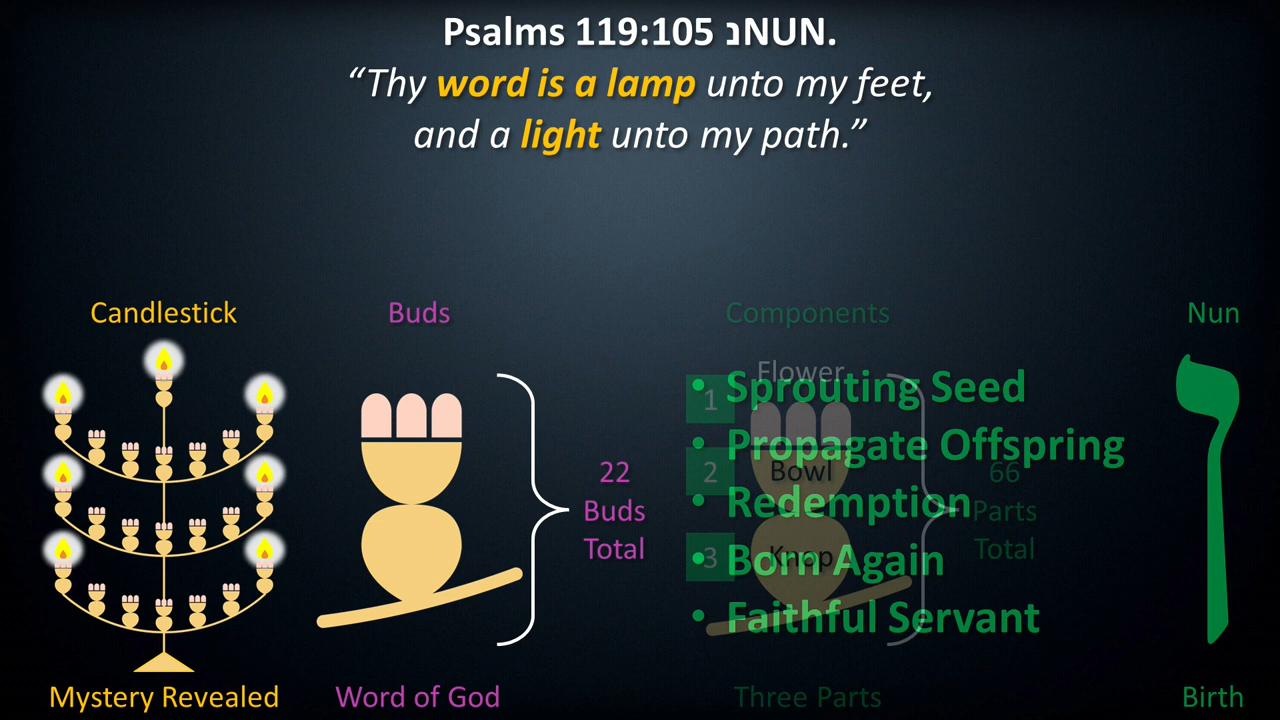 Psalms 119:105 נNUN.
“Thy word is a lamp unto my feet,
and a light unto my path.”
Candlestick
Buds
Components
Nun
Flower
1
2
Bowl
3
Knop
• Sprouting Seed
• Propagate Offspring
• Redemption
• Born Again
• Faithful Servant
22
Buds
Total
66
Parts
Total
Mystery Revealed
Word of God
Three Parts
Birth
ן